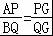 AP/BQ = PG/QG